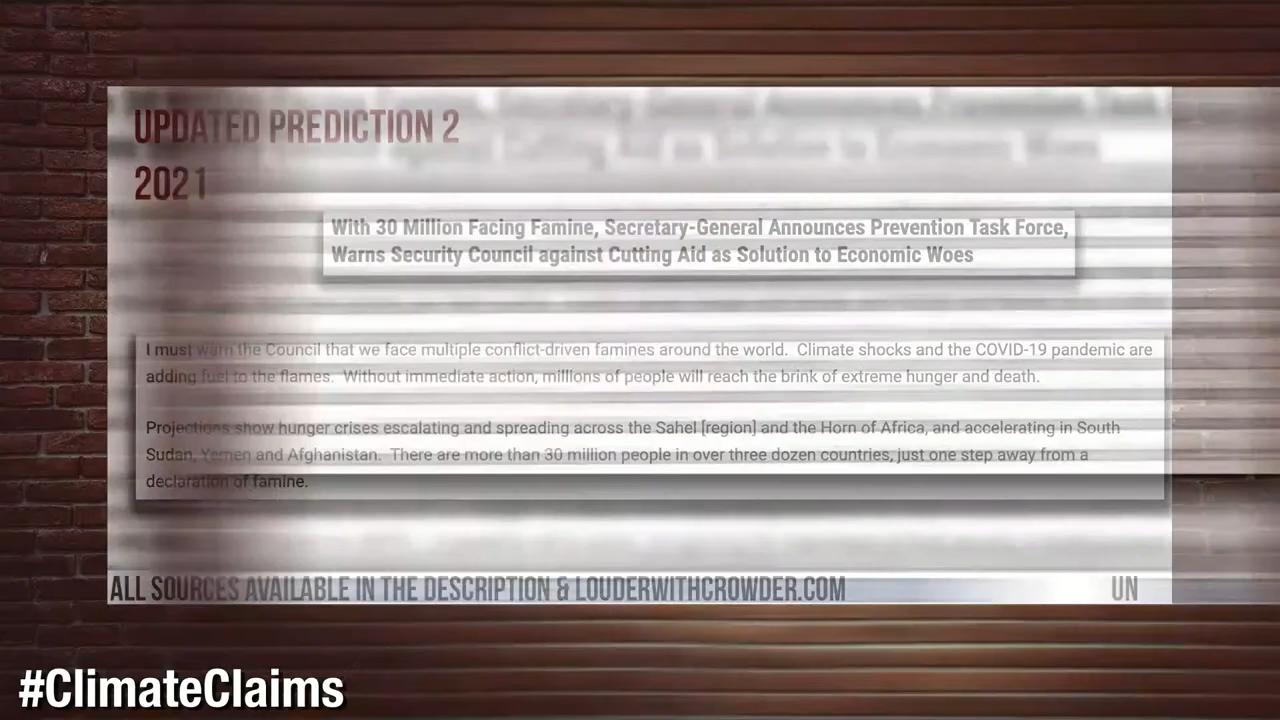 UPDATED PREDICTION 2
2021
With 30 Million Facing Famine, Secretary-General Announces Prevention Task Force,
Warns Security Council against Cutting Aid as Solution to Economic Woes
I must warn the Council that we face multiple conflict-driven famines around the world. Climate shocks and the COVID-19 pandemic are
adding fuel to the flames. Without immediate action, millions of people will reach the brink of extreme hunger and death.
Projections show hunger crises escalating and spreading across the Sahel [region] and the Horn of Africa, and accelerating in South
Sudan, Yemen and Afghanistan. There are more than 30 million people in over three dozen countries, just one step away from a
declaration of famine.
ALL SOURCES AVAILABLE IN THE DESCRIPTION & LOUDERWITHCROWDER.COM
UN
#ClimateClaims